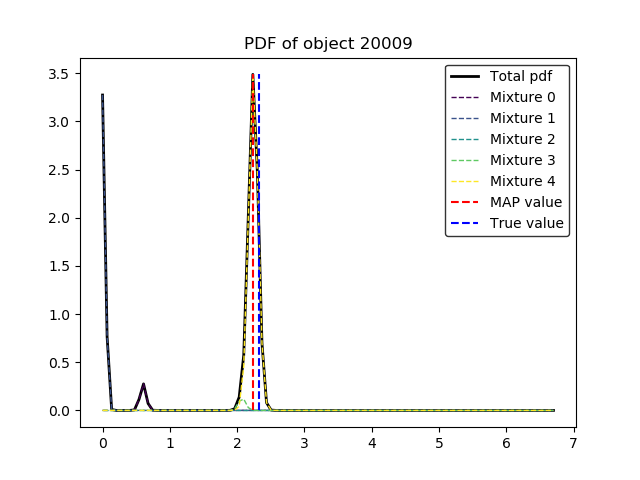 PDF of object 20009
3.5
3.0
2.5
2.0
1.5
1.0
0.5
0.0
Total pdf
Mixture 0
Mixture 1
Mixture 2
Mixture 3
Mixture 4
MAP value
True value
0 1 2 3 4 5 6 7